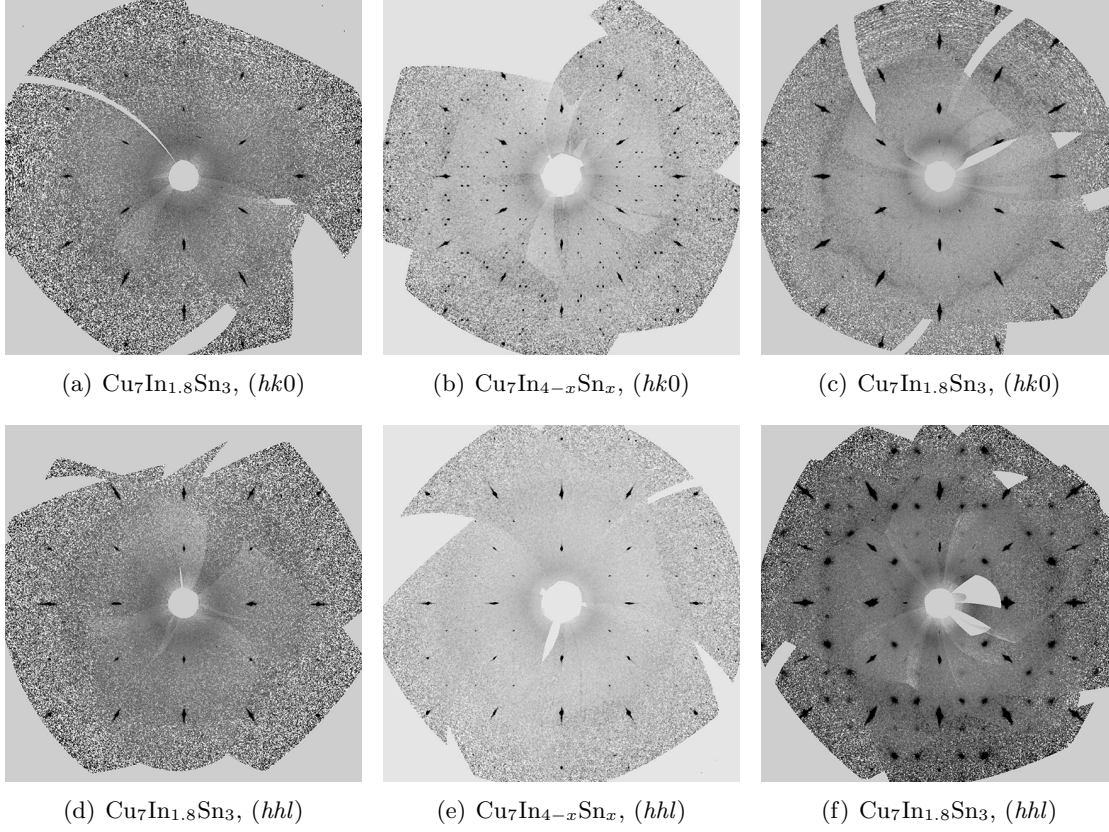 (a) Cu₇In₁.₈Sn₃, (hk0)
(b) Cu₇In₄₋ₓSnₓ, (hk0)
(c) Cu₇In₁.₈Sn₃, (hk0)
(d) Cu₇In₁.₈Sn₃, (hhl)
(e) Cu₇In₄₋ₓSnₓ, (hhl)
(f) Cu₇In₁.₈Sn₃, (hhl)